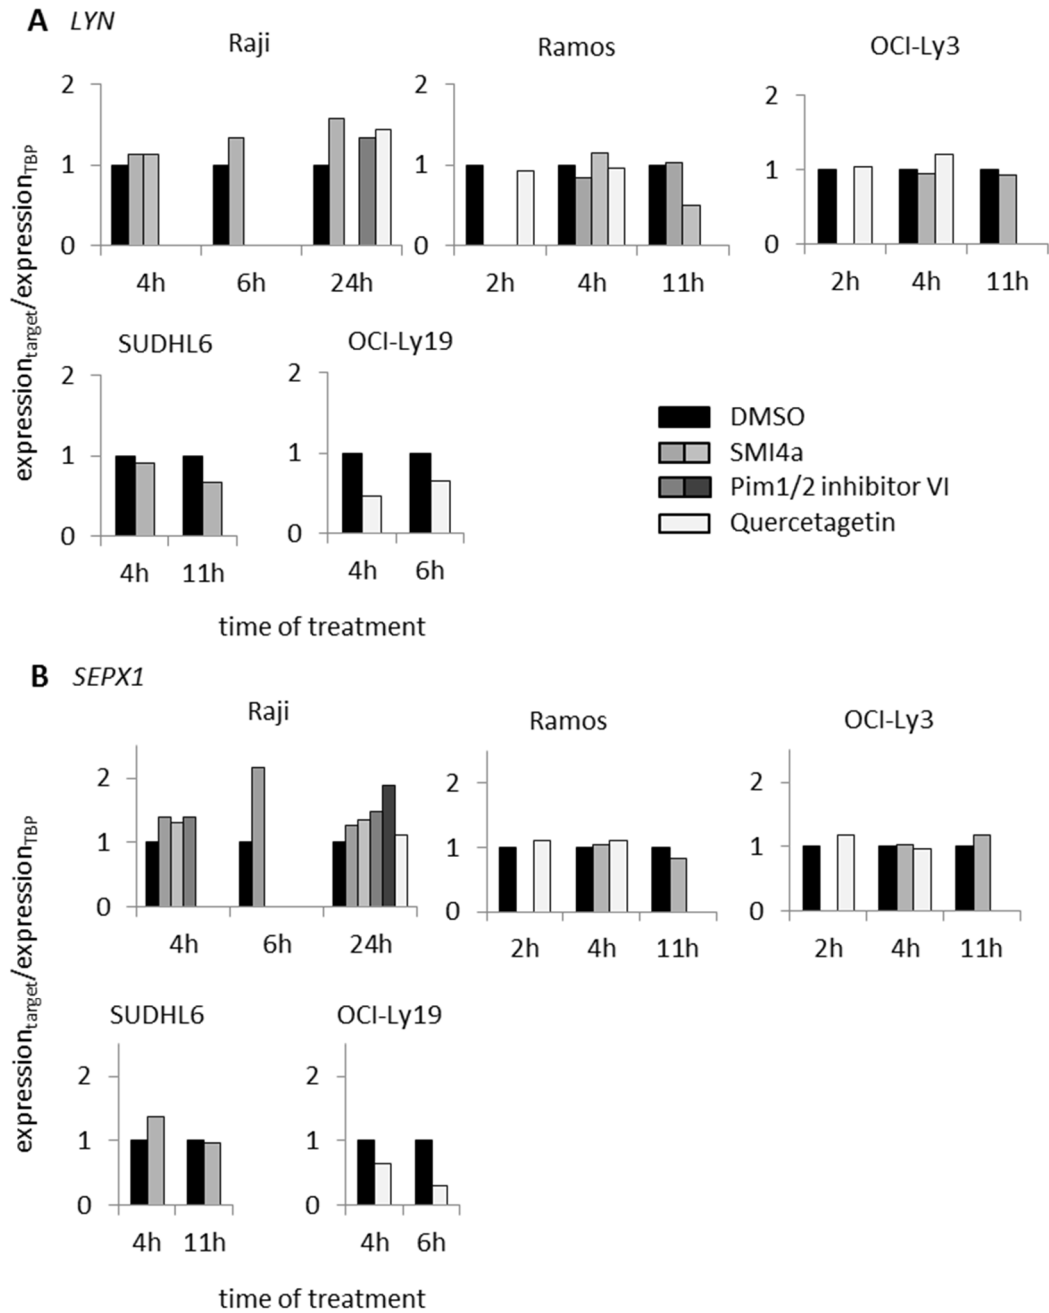 A LYN
Raji
Ramos
OCI-Ly3
2
1
0
4h 6h 24h
2
1
0
2h 4h 11h
2
1
0
2h 4h 11h
expressiontarget/expressionTBP
SUDHL6
OCI-Ly19
2
1
0
4h 11h
2
1
0
4h 6h
DMSO
SMI4a
Pim1/2 inhibitor VI
Quercetagetin
time of treatment
B SEPX1
Raji
Ramos
OCI-Ly3
2
1
0
4h 6h 24h
2
1
0
2h 4h 11h
2
1
0
2h 4h 11h
expressiontarget/expressionTBP
SUDHL6
OCI-Ly19
2
1
0
4h 11h
2
1
0
4h 6h
time of treatment